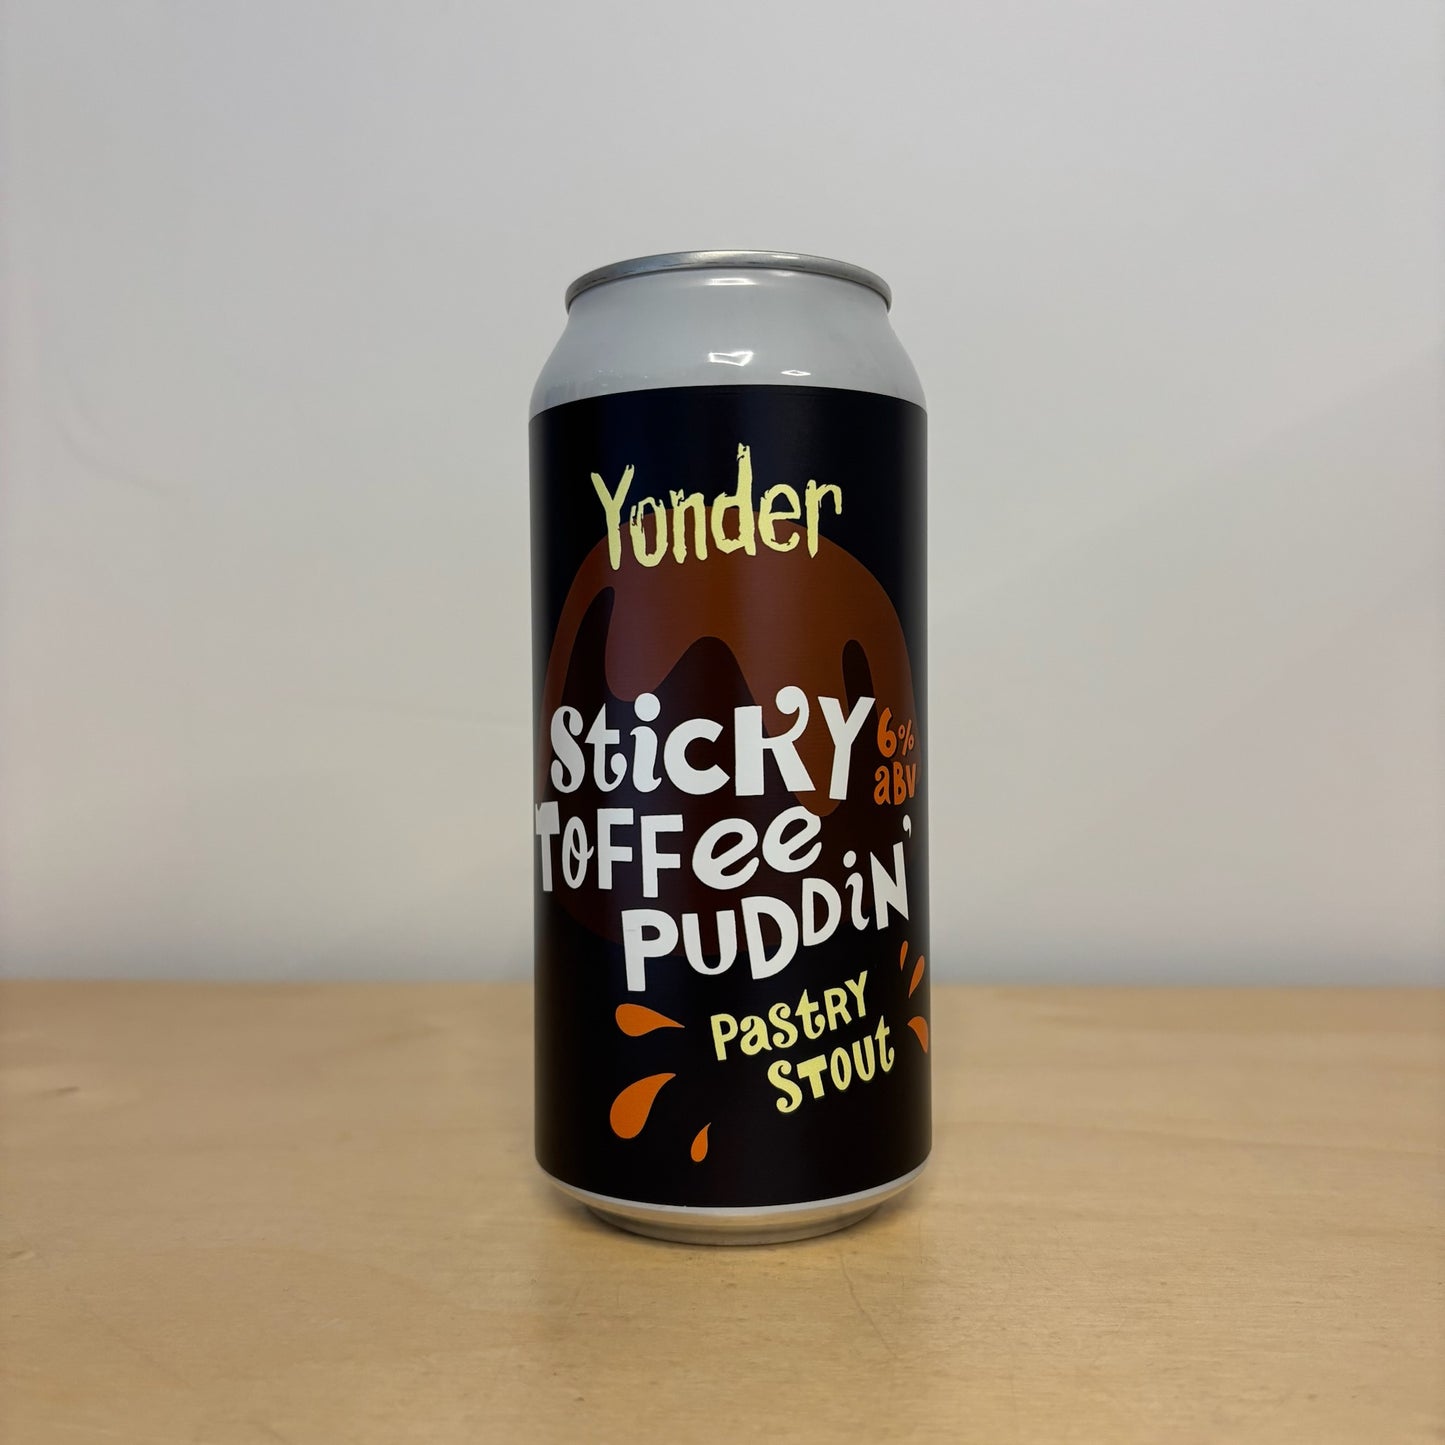 Yonder
Sticky
6% ABV
Toffee
Puddin'
Pastry
Stout